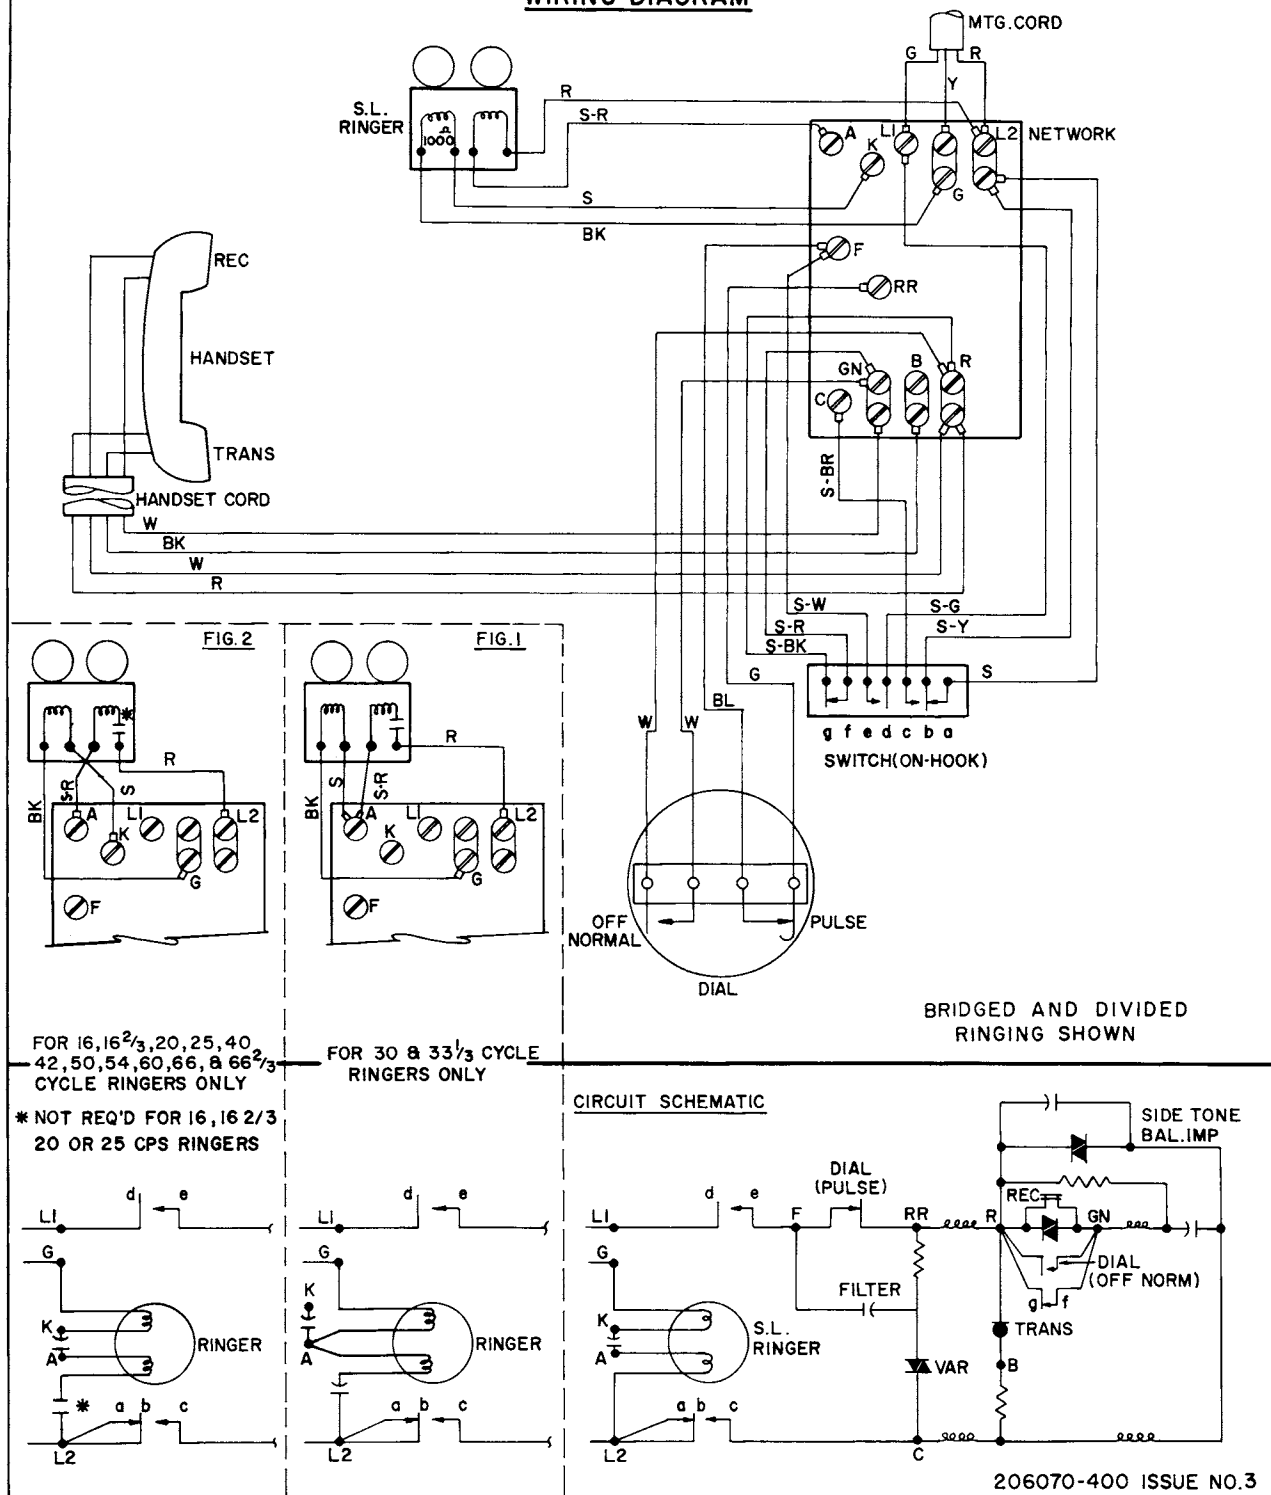 WIRING DIAGRAM
MTG. CORD
G
R
Y
S.L.
RINGER
1000
Ω
R
S-R
A
L1
L2
NETWORK
K
G
S
BK
F
RR
REC
HANDSET
TRANS
HANDSET CORD
GN
B
R
C
S-BR
W
BK
W
R
S-W
S-G
S-R
S-Y
S-BK
S
G
BL
W
W
g f e d c b a
SWITCH(ON-HOOK)
OFF
NORMAL
PULSE
DIAL
BRIDGED AND DIVIDED
RINGING SHOWN
FIG.2
*
R
S-R
S
BK
A
L1
L2
K
G
F
FOR 16,16 2/3,20,25,40
42,50,54,60,66, & 66 2/3
CYCLE RINGERS ONLY
* NOT REQ'D FOR 16, 16 2/3
20 OR 25 CPS RINGERS
FIG.1
R
S
S-R
BK
A
L1
L2
K
G
F
FOR 30 & 33 1/3 CYCLE
RINGERS ONLY
d
e
L1
G
K
A
RINGER
*
a b c
L2
d
e
L1
G
K
A
RINGER
a b c
L2
CIRCUIT SCHEMATIC
d
e
L1
G
K
A
S.L.
RINGER
a b c
L2
F
DIAL
(PULSE)
RR
FILTER
VAR
C
SIDE TONE
BAL.IMP
REC
R
GN
DIAL
(OFF NORM)
g f
TRANS
B
206070-400 ISSUE NO.3